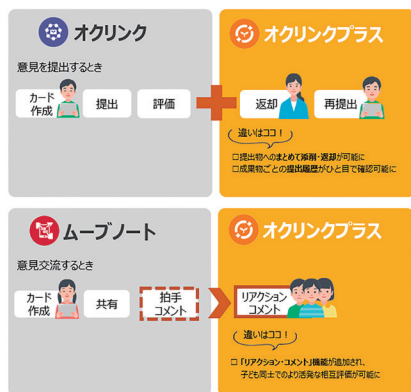 オクリンク
オクリンクプラス
意見を提出するとき
カード
作成
提出
評価
返却
再提出
違いはココ！
□提出物へのまとめて添削・返却が可能に
□成果物ごとの提出履歴がひと目で確認可能に
ムーブノート
オクリンクプラス
意見交流するとき
カード
作成
共有
拍手
コメント
リアクション
コメント
違いはココ！
□「リアクション・コメント」機能が追加され、
子ども同士でのより活発な相互評価が可能に